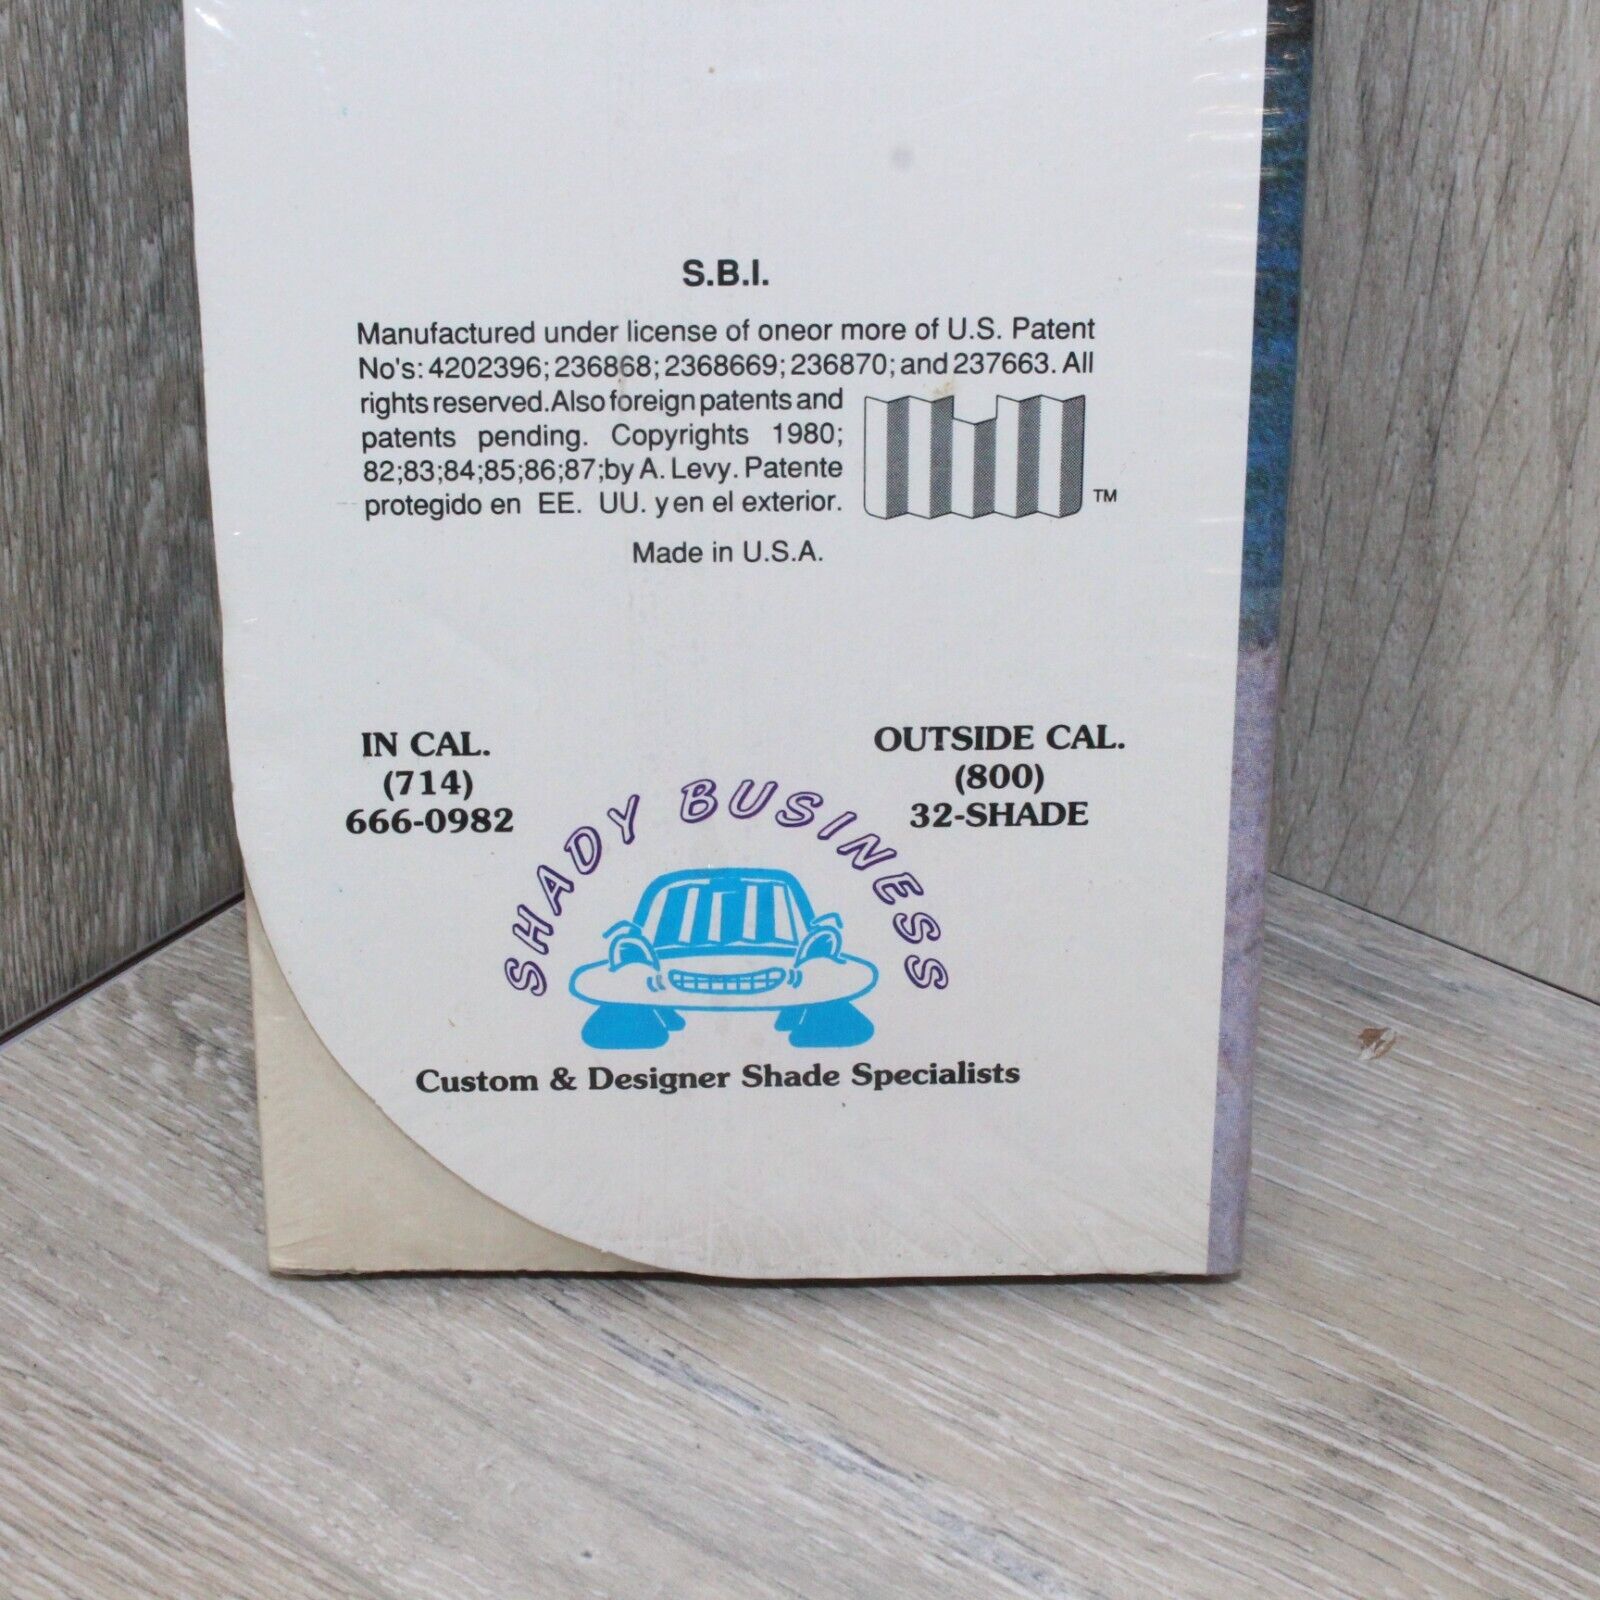 S.B.I.
Manufactured under license of oneor more of U.S. Patent
No's: 4202396; 236868; 2368669; 236870; and 237663. All
rights reserved. Also foreign patents and
patents pending. Copyrights 1980;
82;83;84;85;86;87;by A. Levy. Patente
protegido en EE. UU. y en el exterior.
TM
Made in U.S.A.
IN CAL.
(714)
666-0982
OUTSIDE CAL.
(800)
32-SHADE
SHADY BUSINESS
Custom & Designer Shade Specialists